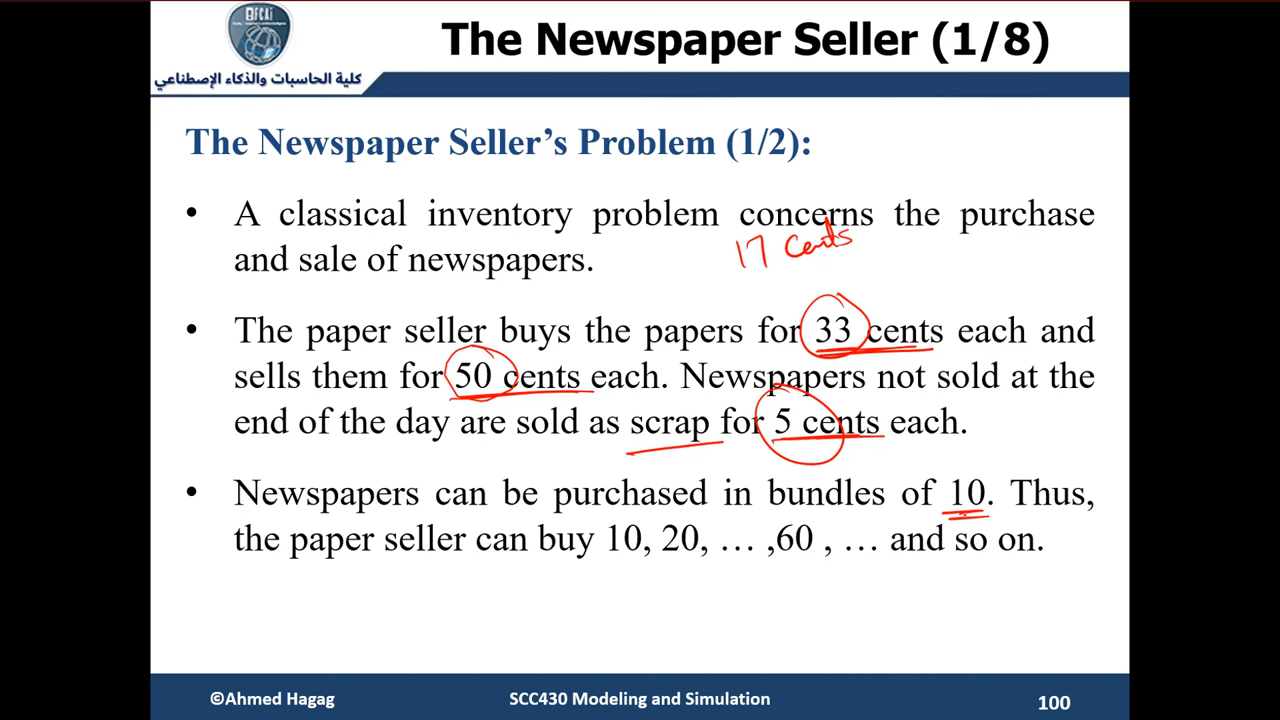 FCAi
The Newspaper Seller (1/8)
كلية الحاسبات والذكاء الإصطناعي
The Newspaper Seller's Problem (1/2):
• A classical inventory problem concerns the purchase
and sale of newspapers.
17 Cents
• The paper seller buys the papers for 33 cents each and
sells them for 50 cents each. Newspapers not sold at the
end of the day are sold as scrap for 5 cents each.
• Newspapers can be purchased in bundles of 10. Thus,
the paper seller can buy 10, 20, … ,60 , … and so on.
©Ahmed Hagag
SCC430 Modeling and Simulation
100